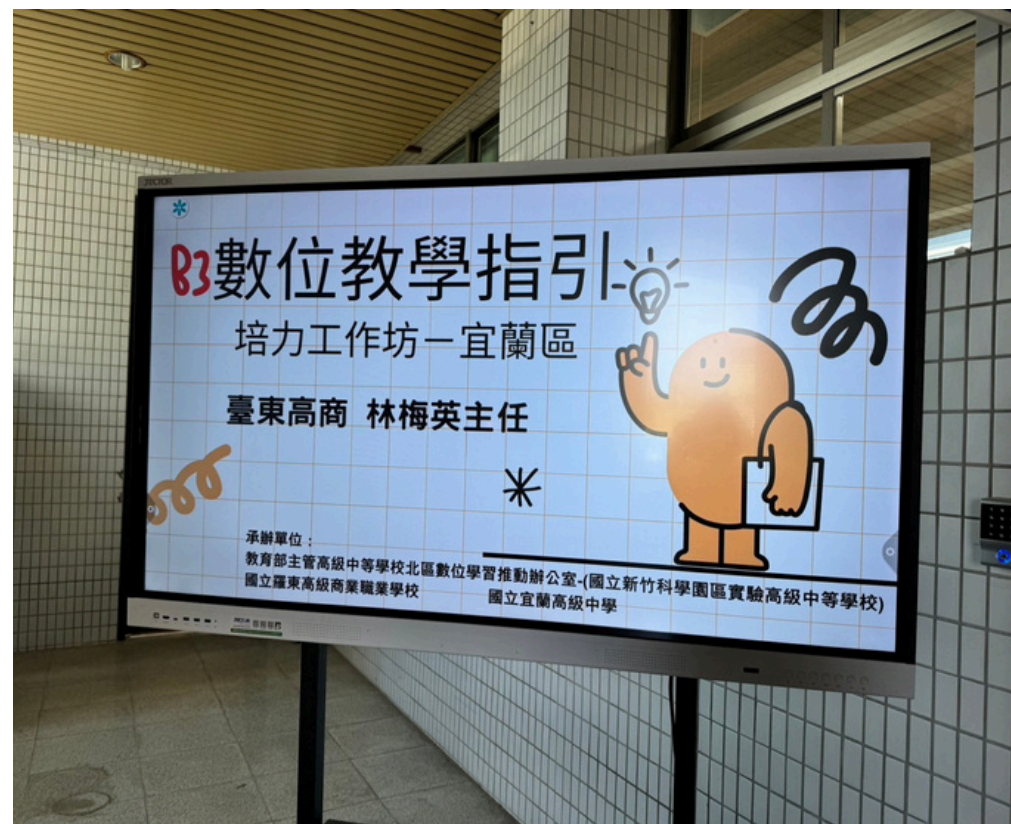 B3數位教學指引
培力工作坊－宜蘭區
臺東高商 林梅英主任
承辦單位：
教育部主管高級中等學校北區數位學習推動辦公室-(國立新竹科學園區實驗高級中等學校)
國立羅東高級商業職業學校 國立宜蘭高級中學